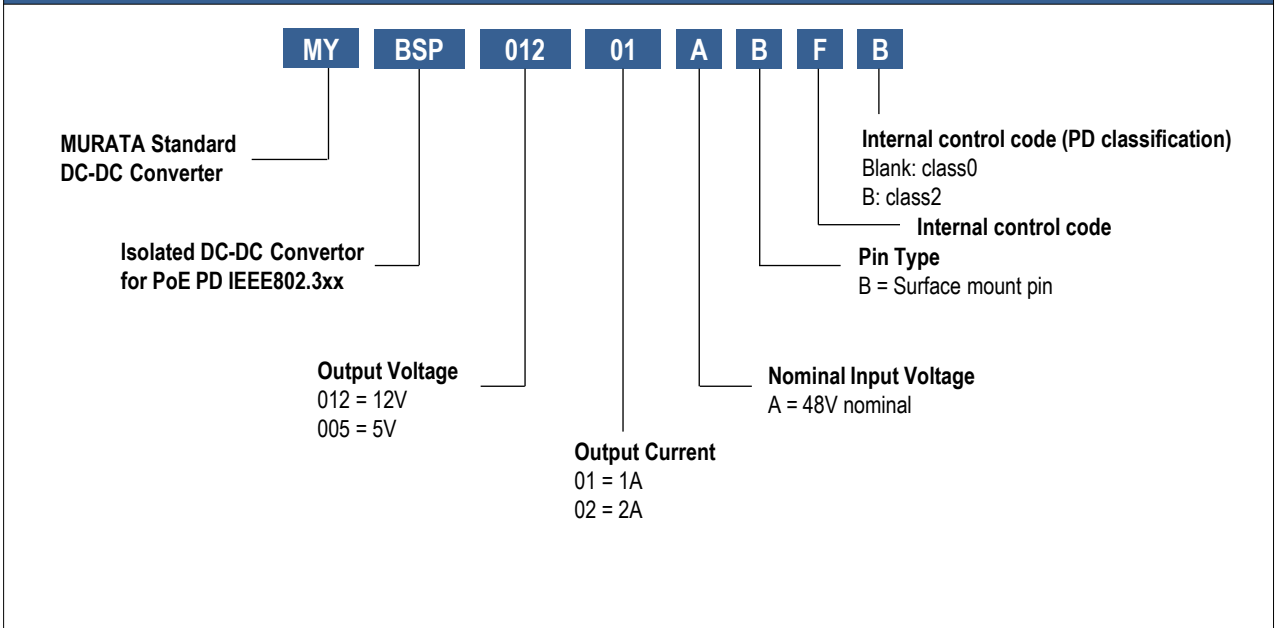 MY BSP 012 01 A B F B
MURATA Standard
DC-DC Converter
Internal control code (PD classification)
Blank: class0
B: class2
Internal control code
Isolated DC-DC Convertor
for PoE PD IEEE802.3xx
Pin Type
B = Surface mount pin
Output Voltage
012 = 12V
005 = 5V
Nominal Input Voltage
A = 48V nominal
Output Current
01 = 1A
02 = 2A